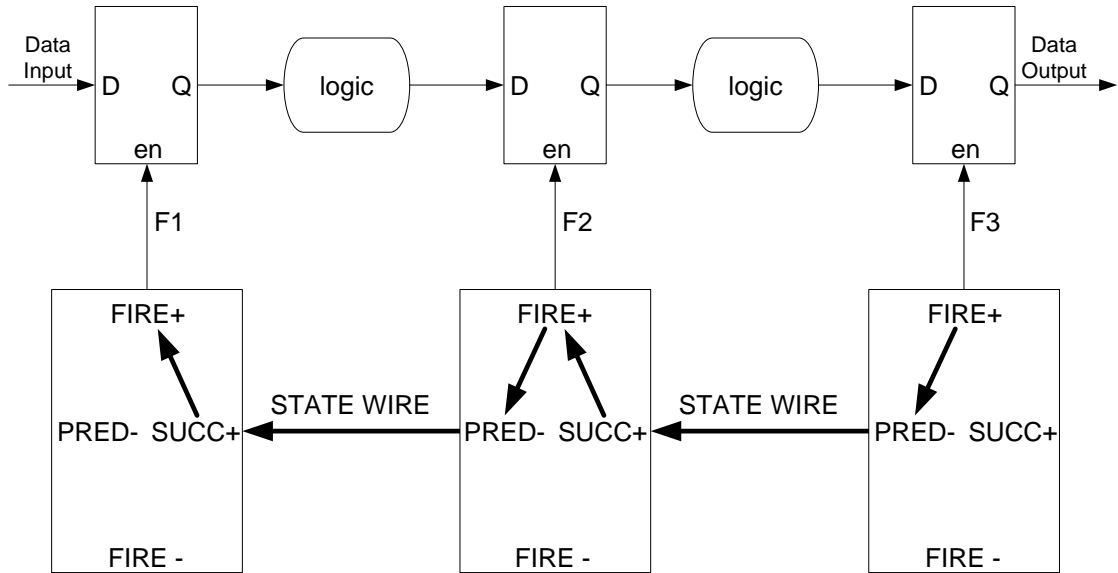 Data
Input
D Q
en
logic
D Q
en
logic
D Q
en
Data
Output
F1
F2
F3
FIRE+
FIRE+
FIRE+
STATE WIRE
STATE WIRE
PRED- SUCC+
PRED- SUCC+
PRED- SUCC+
FIRE -
FIRE -
FIRE -